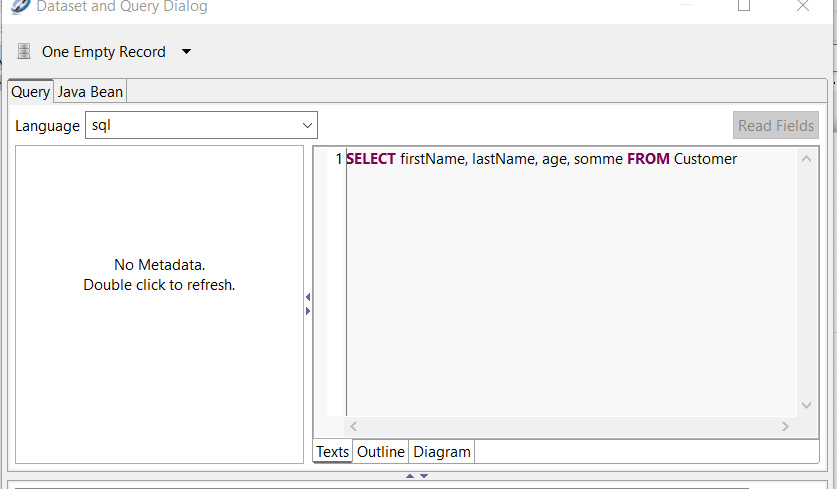 Dataset and Query Dialog
One Empty Record
Query Java Bean
Language sql Read Fields
1 SELECT firstName, lastName, age, somme FROM Customer
No Metadata.
Double click to refresh.
Texts Outline Diagram